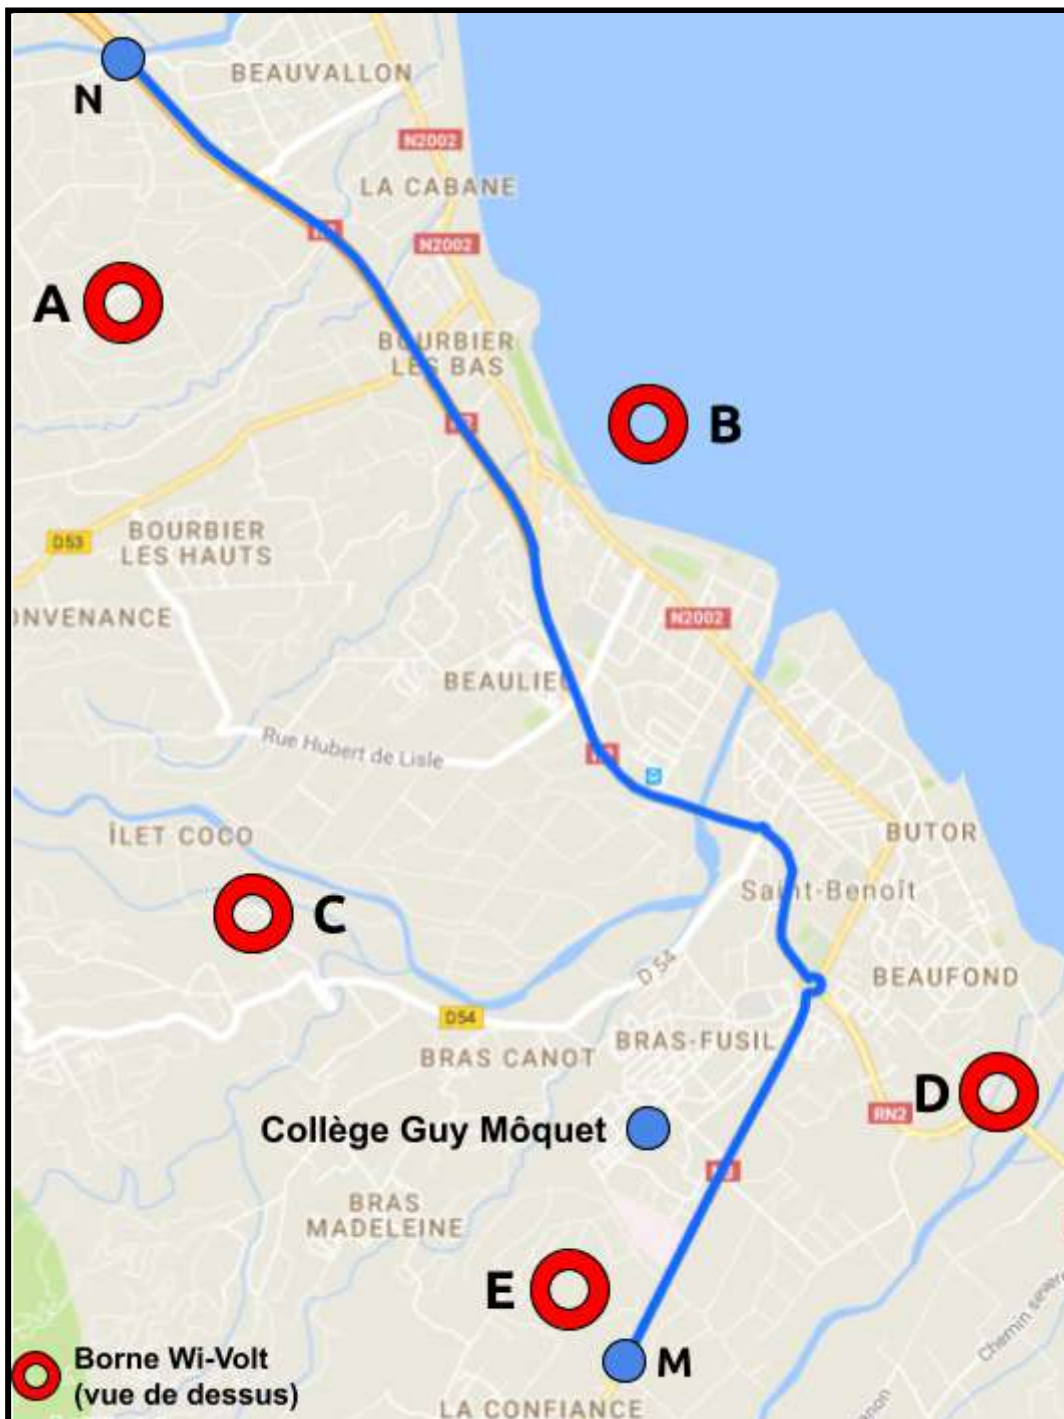 BEAUVALLON
N
N2002
LA CABANE
N2002
A
BOURBIER
LES BAS
B
BOURBIER
LES HAUTS
D53
ONVENANCE
N2002
BEAULIEU
Rue Hubert de Lisle
ÎLET COCO
BUTOR
Saint-Benoît
C
D 54
BEAUFOND
D54
BRAS-FUSIL
BRAS CANOT
D
RN2
Collège Guy Môquet
BRAS
MADELEINE
E
Borne Wi-Volt
(vue de dessus)
M
LA CONFIANCE